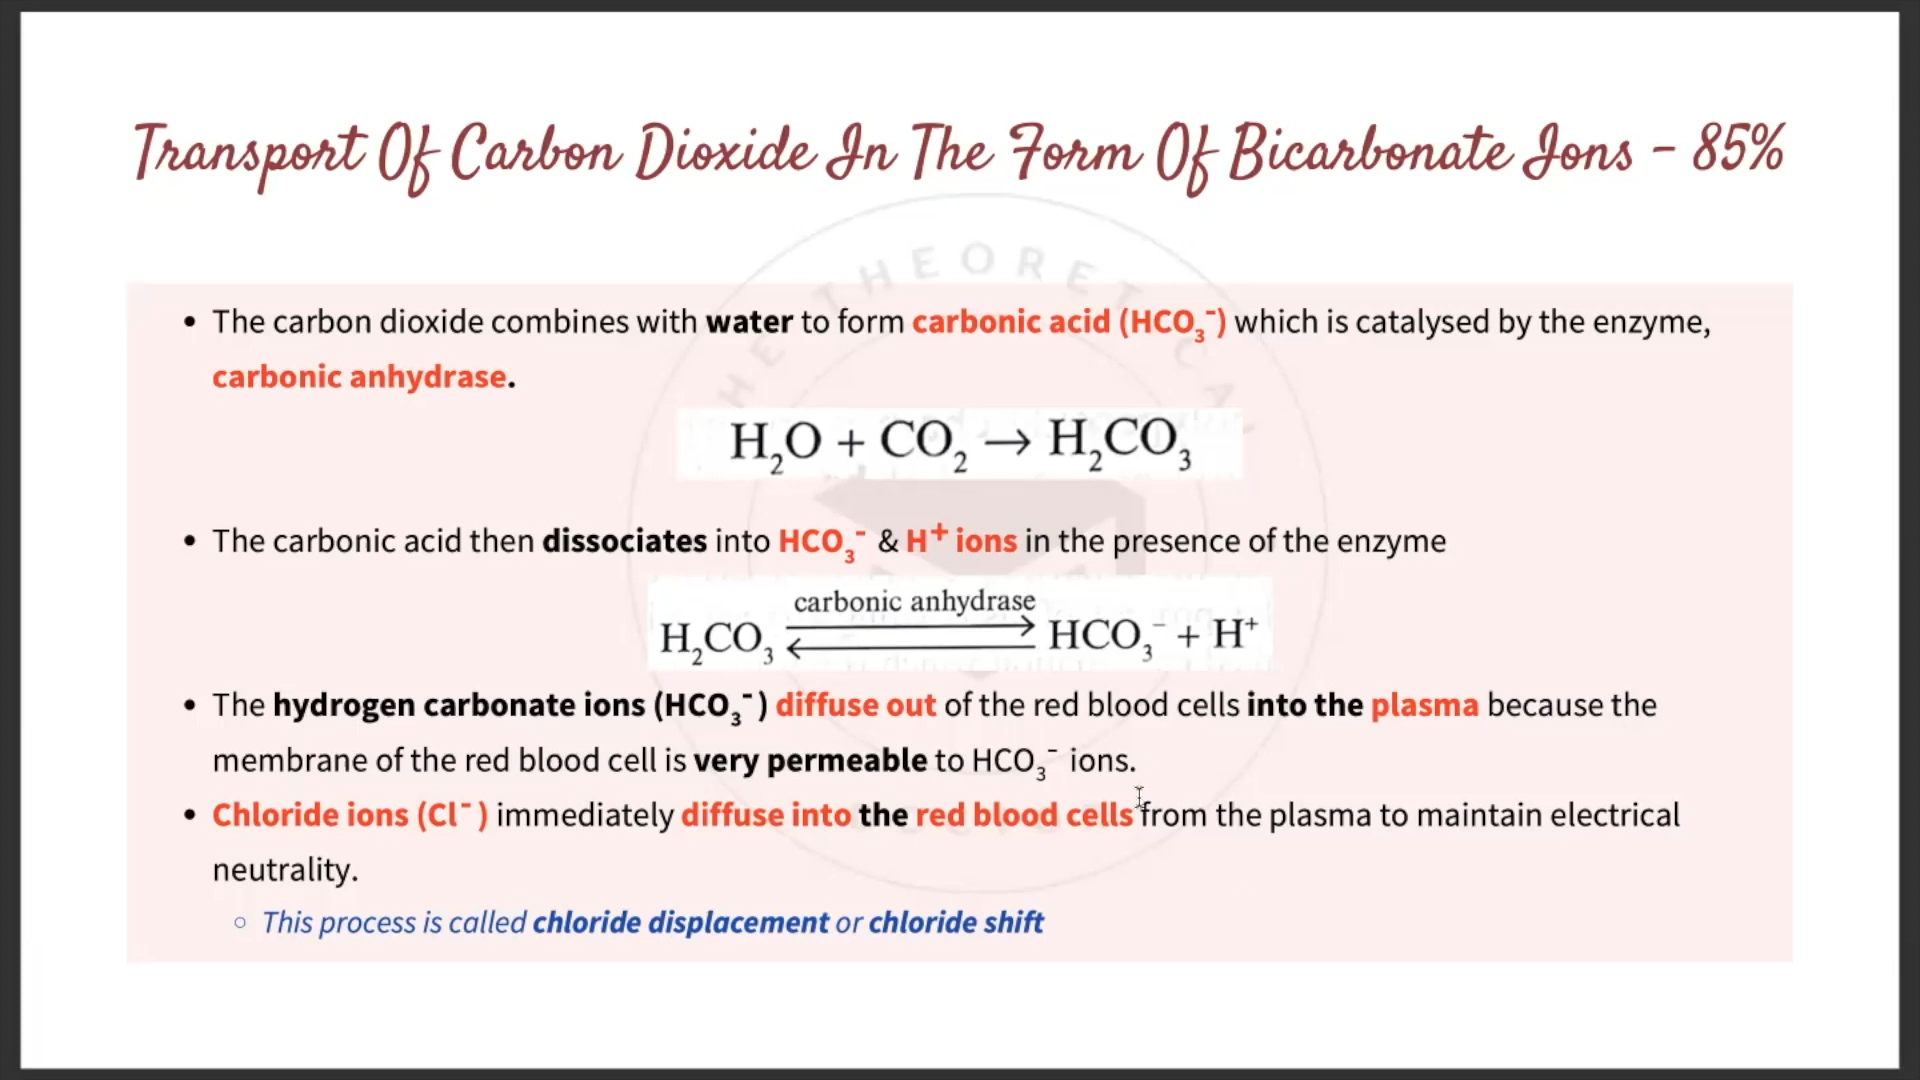 Transport Of Carbon Dioxide In The Form Of Bicarbonate Ions - 85%
THE THEORETICAL
• The carbon dioxide combines with water to form carbonic acid (HCO₃⁻) which is catalysed by the enzyme,
carbonic anhydrase.
H₂O + CO₂ → H₂CO₃
• The carbonic acid then dissociates into HCO₃⁻ & H⁺ ions in the presence of the enzyme
carbonic anhydrase
H₂CO₃ ⇌ HCO₃⁻ + H⁺
• The hydrogen carbonate ions (HCO₃⁻) diffuse out of the red blood cells into the plasma because the
membrane of the red blood cell is very permeable to HCO₃⁻ ions.
• Chloride ions (Cl⁻) immediately diffuse into the red blood cells from the plasma to maintain electrical
neutrality.
○ This process is called chloride displacement or chloride shift